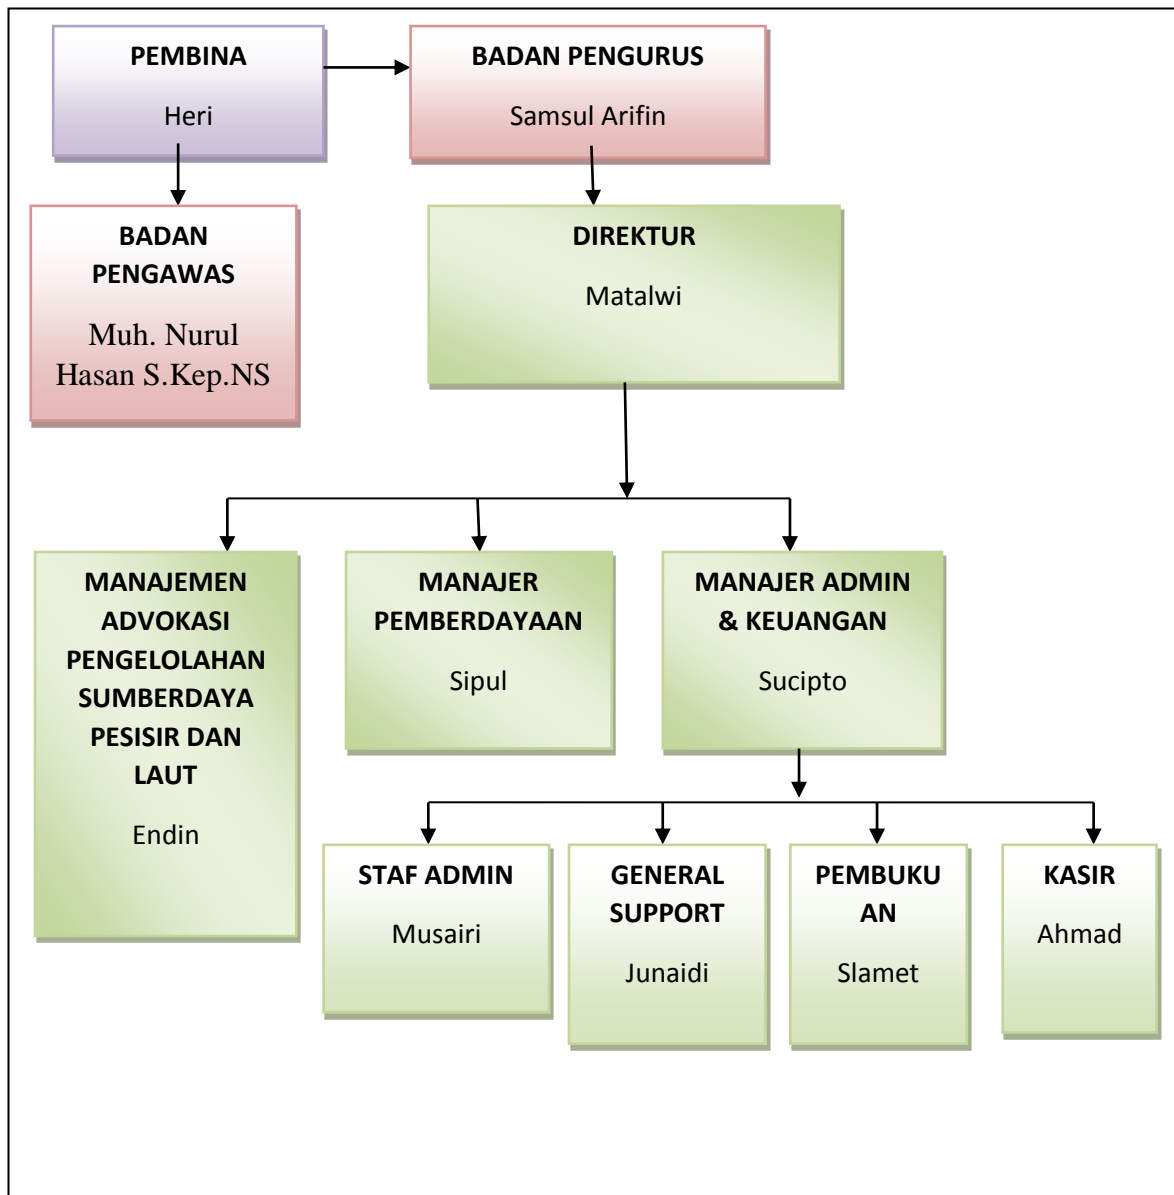 PEMBINA
Heri
BADAN PENGURUS
Samsul Arifin
BADAN
PENGAWAS
Muh. Nurul
Hasan S.Kep.NS
DIREKTUR
Matalwi
MANAJEMEN
ADVOKASI
PENGELOLAHAN
SUMBERDAYA
PESISIR DAN
LAUT
Endin
MANAJER
PEMBERDAYAAN
Sipul
MANAJER ADMIN
& KEUANGAN
Sucipto
STAF ADMIN
Musairi
GENERAL
SUPPORT
Junaidi
PEMBUKU
AN
Slamet
KASIR
Ahmad